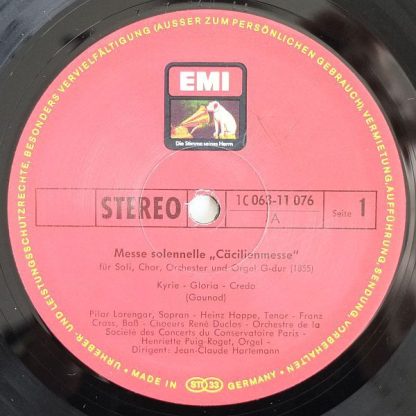 URHEBER- UND LEISTUNGSSCHUTZRECHTE, BESONDERS VERVIELFÄLTIGUNG (AUSSER ZUM PERSÖNLICHEN GEBRAUCH), VERMIETUNG, AUFFÜHRUNG, SENDUNG, VORBEHALTEN
EMI
Die Stimme seines Herrn
STEREO
1C 063-11 076
A
Seite 1
Messe solennelle „Cäcilienmesse"
für Soli, Chor, Orchester und Orgel G-dur (1855)
Kyrie - Gloria - Credo
(Gounod)
Pilar Lorengar, Sopran - Heinz Hoppe, Tenor - Franz
Crass, Baß - Choeurs René Duclos - Orchestre de la
Société des Concerts du Conservatoire Paris -
Henriette Puig-Roget, Orgel -
Dirigent: Jean-Claude Hartemann
MADE IN GERMANY
ST 33